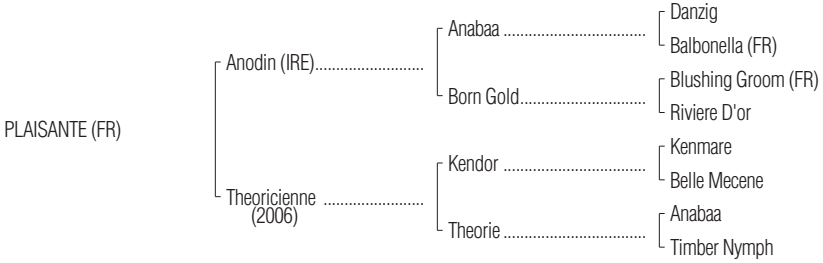 Danzig
Anabaa ..................................
Balbonella (FR)
Anodin (IRE)..........................
Blushing Groom (FR)
Born Gold..............................
Riviere D'or
PLAISANTE (FR)
Kenmare
Kendor ..................................
Belle Mecene
Theoricienne ........................
(2006)
Anabaa
Theorie ..................................
Timber Nymph